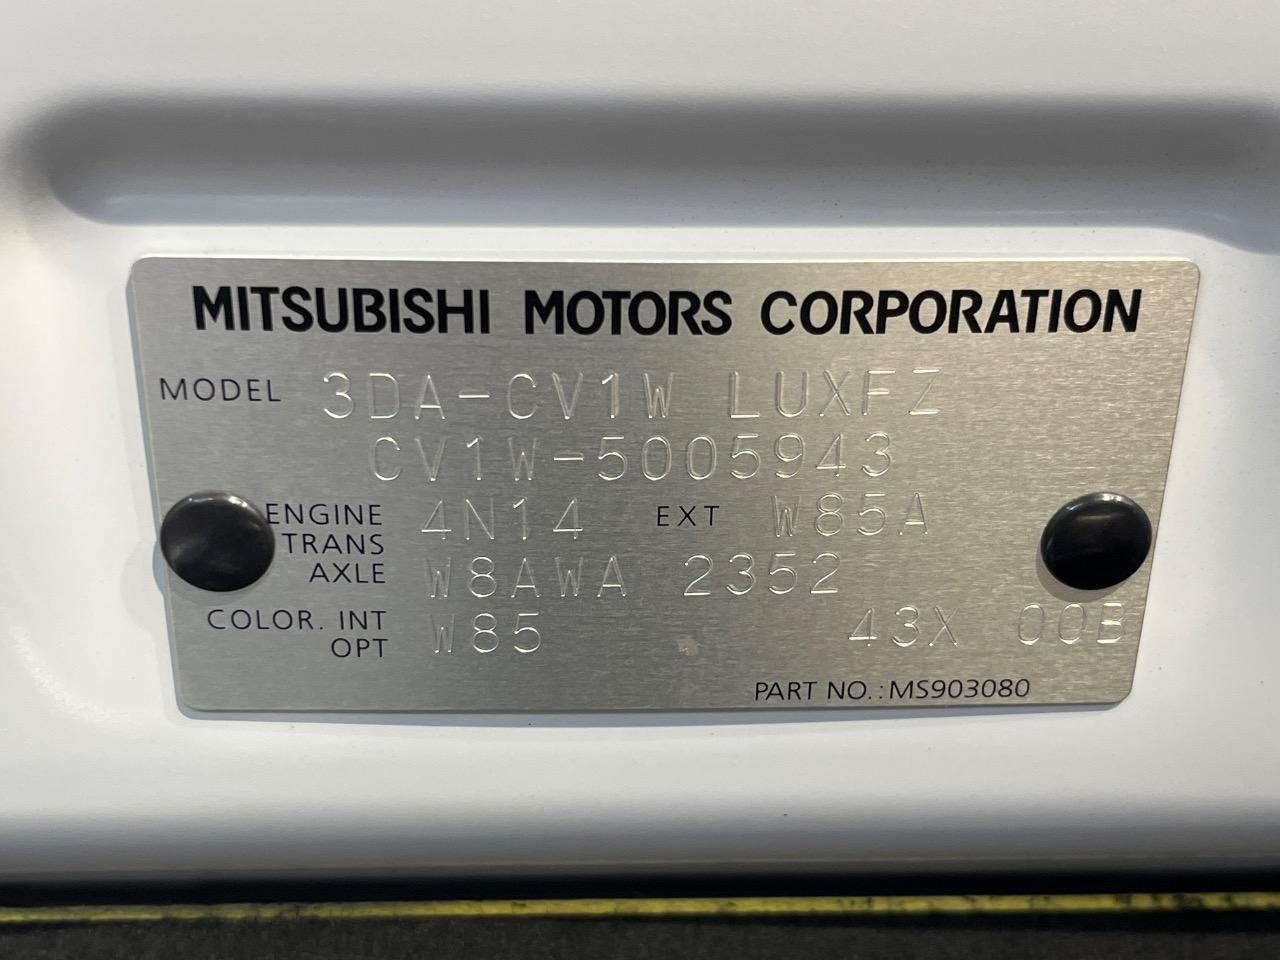 MITSUBISHI MOTORS CORPORATION
MODEL 3DA-CV1W LUXFZ
CV1W-5005943
ENGINE 4N14 EXT W85A
TRANS
AXLE W8AWA 2352
COLOR. INT
OPT W85 43X 00B
PART NO.:MS903080